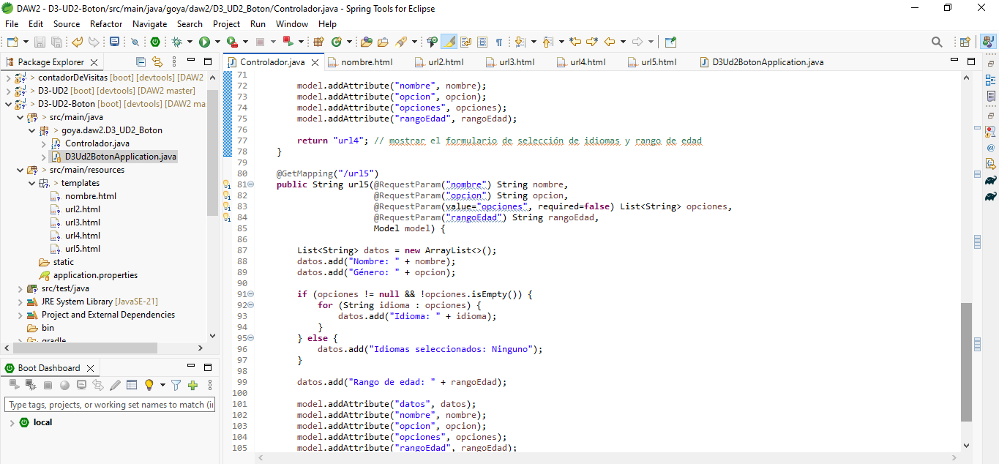 DAW2 - D3-UD2-Boton/src/main/java/goya/daw2/D3_UD2_Boton/Controlador.java - Spring Tools for Eclipse
File Edit Source Refactor Navigate Search Project Run Window Help
Package Explorer
Controlador.java nombre.html url2.html url3.html url4.html url5.html D3Ud2BotonApplication.java
> contadorDeVisitas [boot] [devtools] [DAW2
> D3-UD2 [boot] [devtools] [DAW2 master]
> D3-UD2-Boton [boot] [devtools] [DAW2 ma
> src/main/java
> goya.daw2.D3_UD2_Boton
Controlador.java
D3Ud2BotonApplication.java
> src/main/resources
> templates
nombre.html
url2.html
url3.html
url4.html
url5.html
static
application.properties
src/test/java
JRE System Library [JavaSE-21]
Project and External Dependencies
bin
gradle
Boot Dashboard
Type tags, projects, or working set names to match (i
local
71
72 model.addAttribute("nombre", nombre);
73 model.addAttribute("opcion", opcion);
74 model.addAttribute("opciones", opciones);
75 model.addAttribute("rangoEdad", rangoEdad);
76
77 return "url4"; // mostrar el formulario de selección de idiomas y rango de edad
78 }
79
80 @GetMapping("/url5")
81 public String url5(@RequestParam("nombre") String nombre,
82 @RequestParam("opcion") String opcion,
83 @RequestParam(value="opciones", required=false) List<String> opciones,
84 @RequestParam("rangoEdad") String rangoEdad,
85 Model model) {
86
87 List<String> datos = new ArrayList<>();
88 datos.add("Nombre: " + nombre);
89 datos.add("Género: " + opcion);
90
91 if (opciones != null && !opciones.isEmpty()) {
92 for (String idioma : opciones) {
93 datos.add("Idioma: " + idioma);
94 }
95 } else {
96 datos.add("Idiomas seleccionados: Ninguno");
97 }
98
99 datos.add("Rango de edad: " + rangoEdad);
100
101 model.addAttribute("datos", datos);
102 model.addAttribute("nombre", nombre);
103 model.addAttribute("opcion", opcion);
104 model.addAttribute("opciones", opciones);
105 model.addAttribute("rangoEdad", rangoEdad);